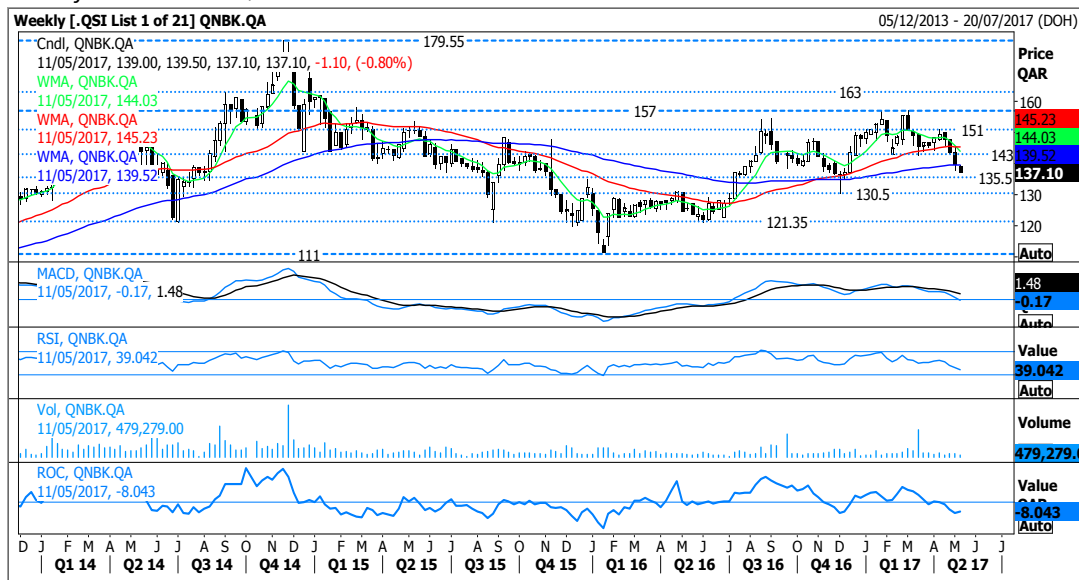 Weekly [.QSI List 1 of 21] QNBK.QA 05/12/2013 - 20/07/2017 (DOH)
Cndl, QNBK.QA
11/05/2017, 139.00, 139.50, 137.10, 137.10, -1.10, (-0.80%)
WMA, QNBK.QA
11/05/2017, 144.03
WMA, QNBK.QA
11/05/2017, 145.23
WMA, QNBK.QA
11/05/2017, 139.52
179.55
163
157
151
143
135.5
130.5
121.35
111
Price
QAR
160
145.23
144.03
139.52
137.10
130
120
Auto
MACD, QNBK.QA
11/05/2017, -0.17, 1.48
1.48
-0.17
Auto
RSI, QNBK.QA
11/05/2017, 39.042
Value
39.042
Auto
Vol, QNBK.QA
11/05/2017, 479,279.00
Volume
479,279.0
ROC, QNBK.QA
11/05/2017, -8.043
Value
-8.043
Auto
D J F M A M J J A S O N D J F M A M J J A S O N D J F M A M J J A S O N D J F M A M J J
Q1 14 Q2 14 Q3 14 Q4 14 Q1 15 Q2 15 Q3 15 Q4 15 Q1 16 Q2 16 Q3 16 Q4 16 Q1 17 Q2 17